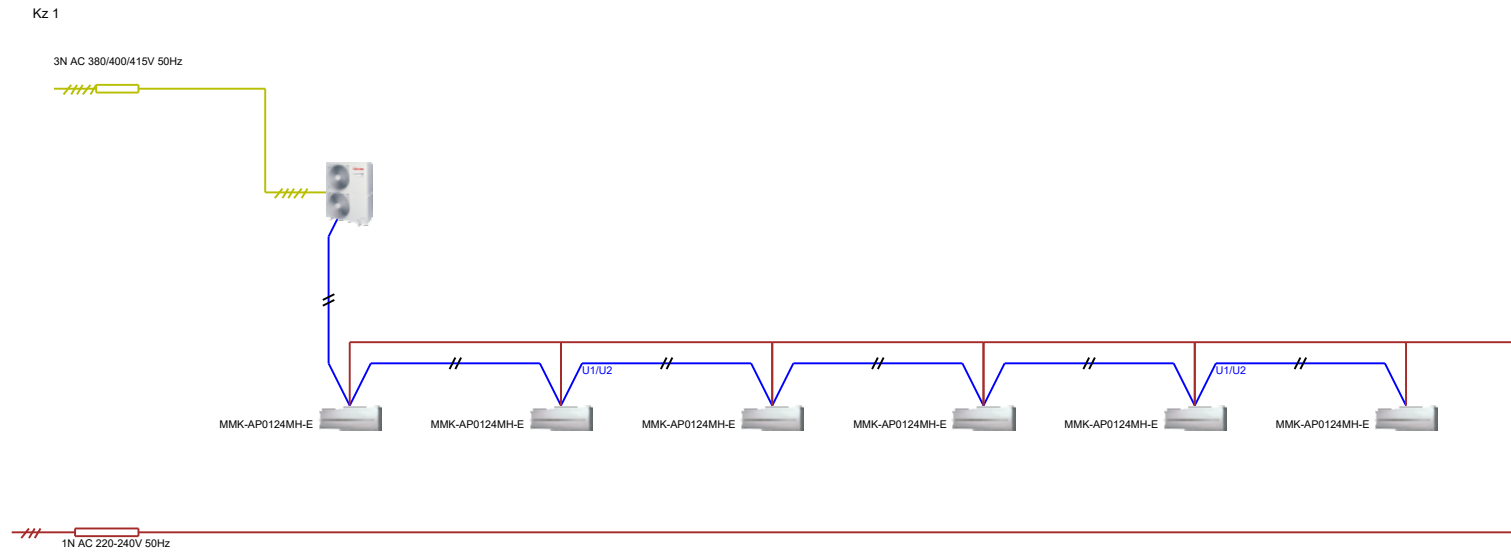 Kz 1
3N AC 380/400/415V 50Hz
U1/U2
U1/U2
MMK-AP0124MH-E
MMK-AP0124MH-E
MMK-AP0124MH-E
MMK-AP0124MH-E
MMK-AP0124MH-E
MMK-AP0124MH-E
1N AC 220-240V 50Hz